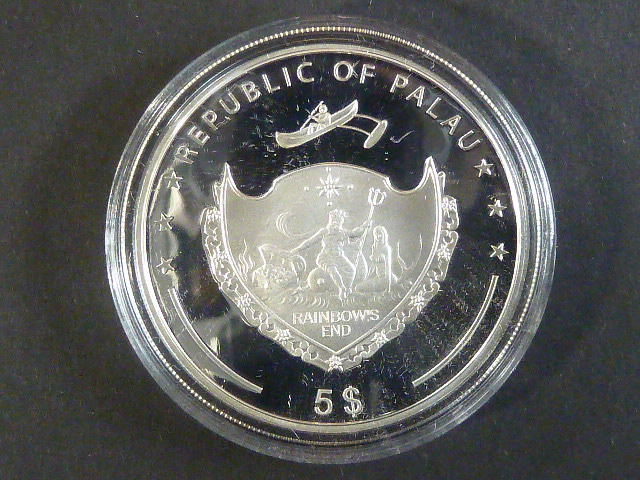 REPUBLIC OF PALAU
RAINBOW'S
END
5 $